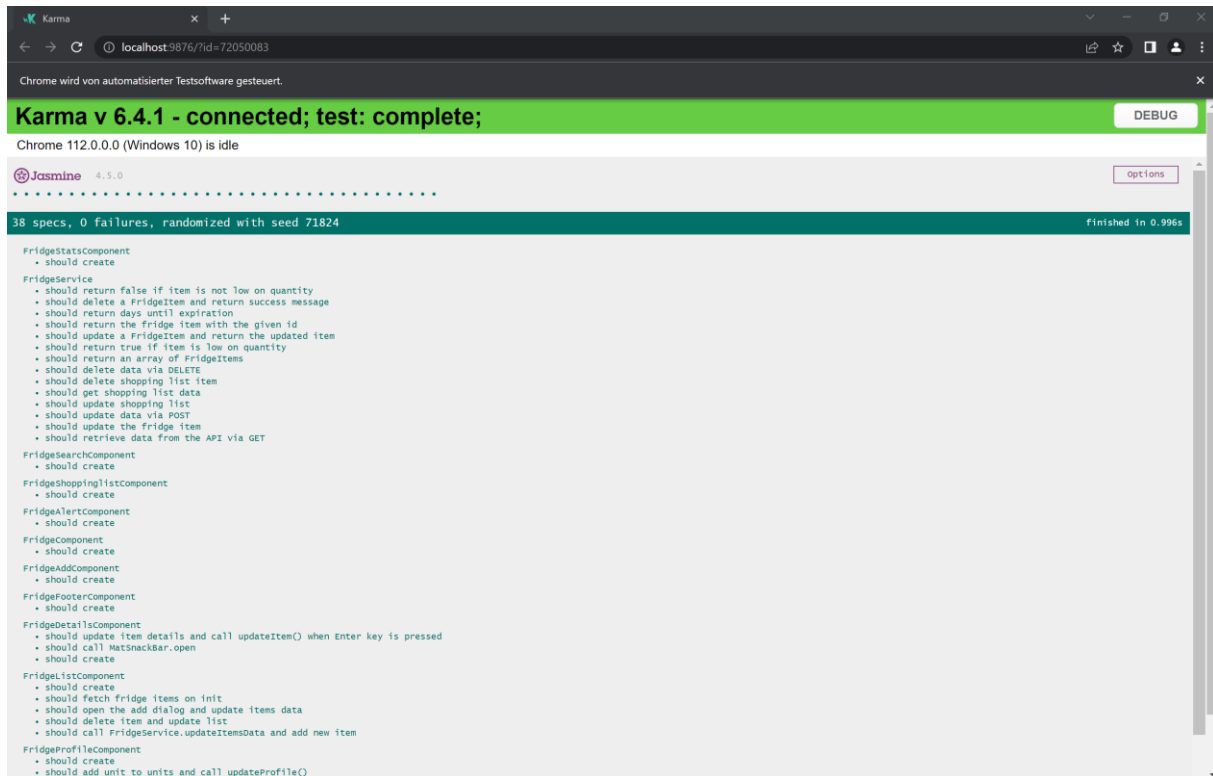 Karma
localhost:9876/?id=72050083
Chrome wird von automatisierter Testsoftware gesteuert.
Karma v 6.4.1 - connected; test: complete;
DEBUG
Chrome 112.0.0.0 (Windows 10) is idle
Jasmine 4.5.0
Options
38 specs, 0 failures, randomized with seed 71824
finished in 0.996s
FridgeStatsComponent
• should create
FridgeService
• should return false if item is not low on quantity
• should delete a FridgeItem and return success message
• should return days until expiration
• should return the fridge item with the given id
• should update a FridgeItem and return the updated item
• should return true if item is low on quantity
• should return an array of FridgeItems
• should delete data via DELETE
• should delete shopping list item
• should get shopping list data
• should update shopping list
• should update data via POST
• should update the fridge item
• should retrieve data from the API via GET
FridgeSearchComponent
• should create
FridgeShoppinglistComponent
• should create
FridgeAlertComponent
• should create
FridgeComponent
• should create
FridgeAddComponent
• should create
FridgeFooterComponent
• should create
FridgeDetailsComponent
• should update item details and call updateItem() when Enter key is pressed
• should call MatSnackBar.open
• should create
FridgeListComponent
• should create
• should fetch fridge items on init
• should open the add dialog and update items data
• should delete item and update list
• should call FridgeService.updateItemsData and add new item
FridgeProfileComponent
• should create
• should add unit to units and call updateProfile()